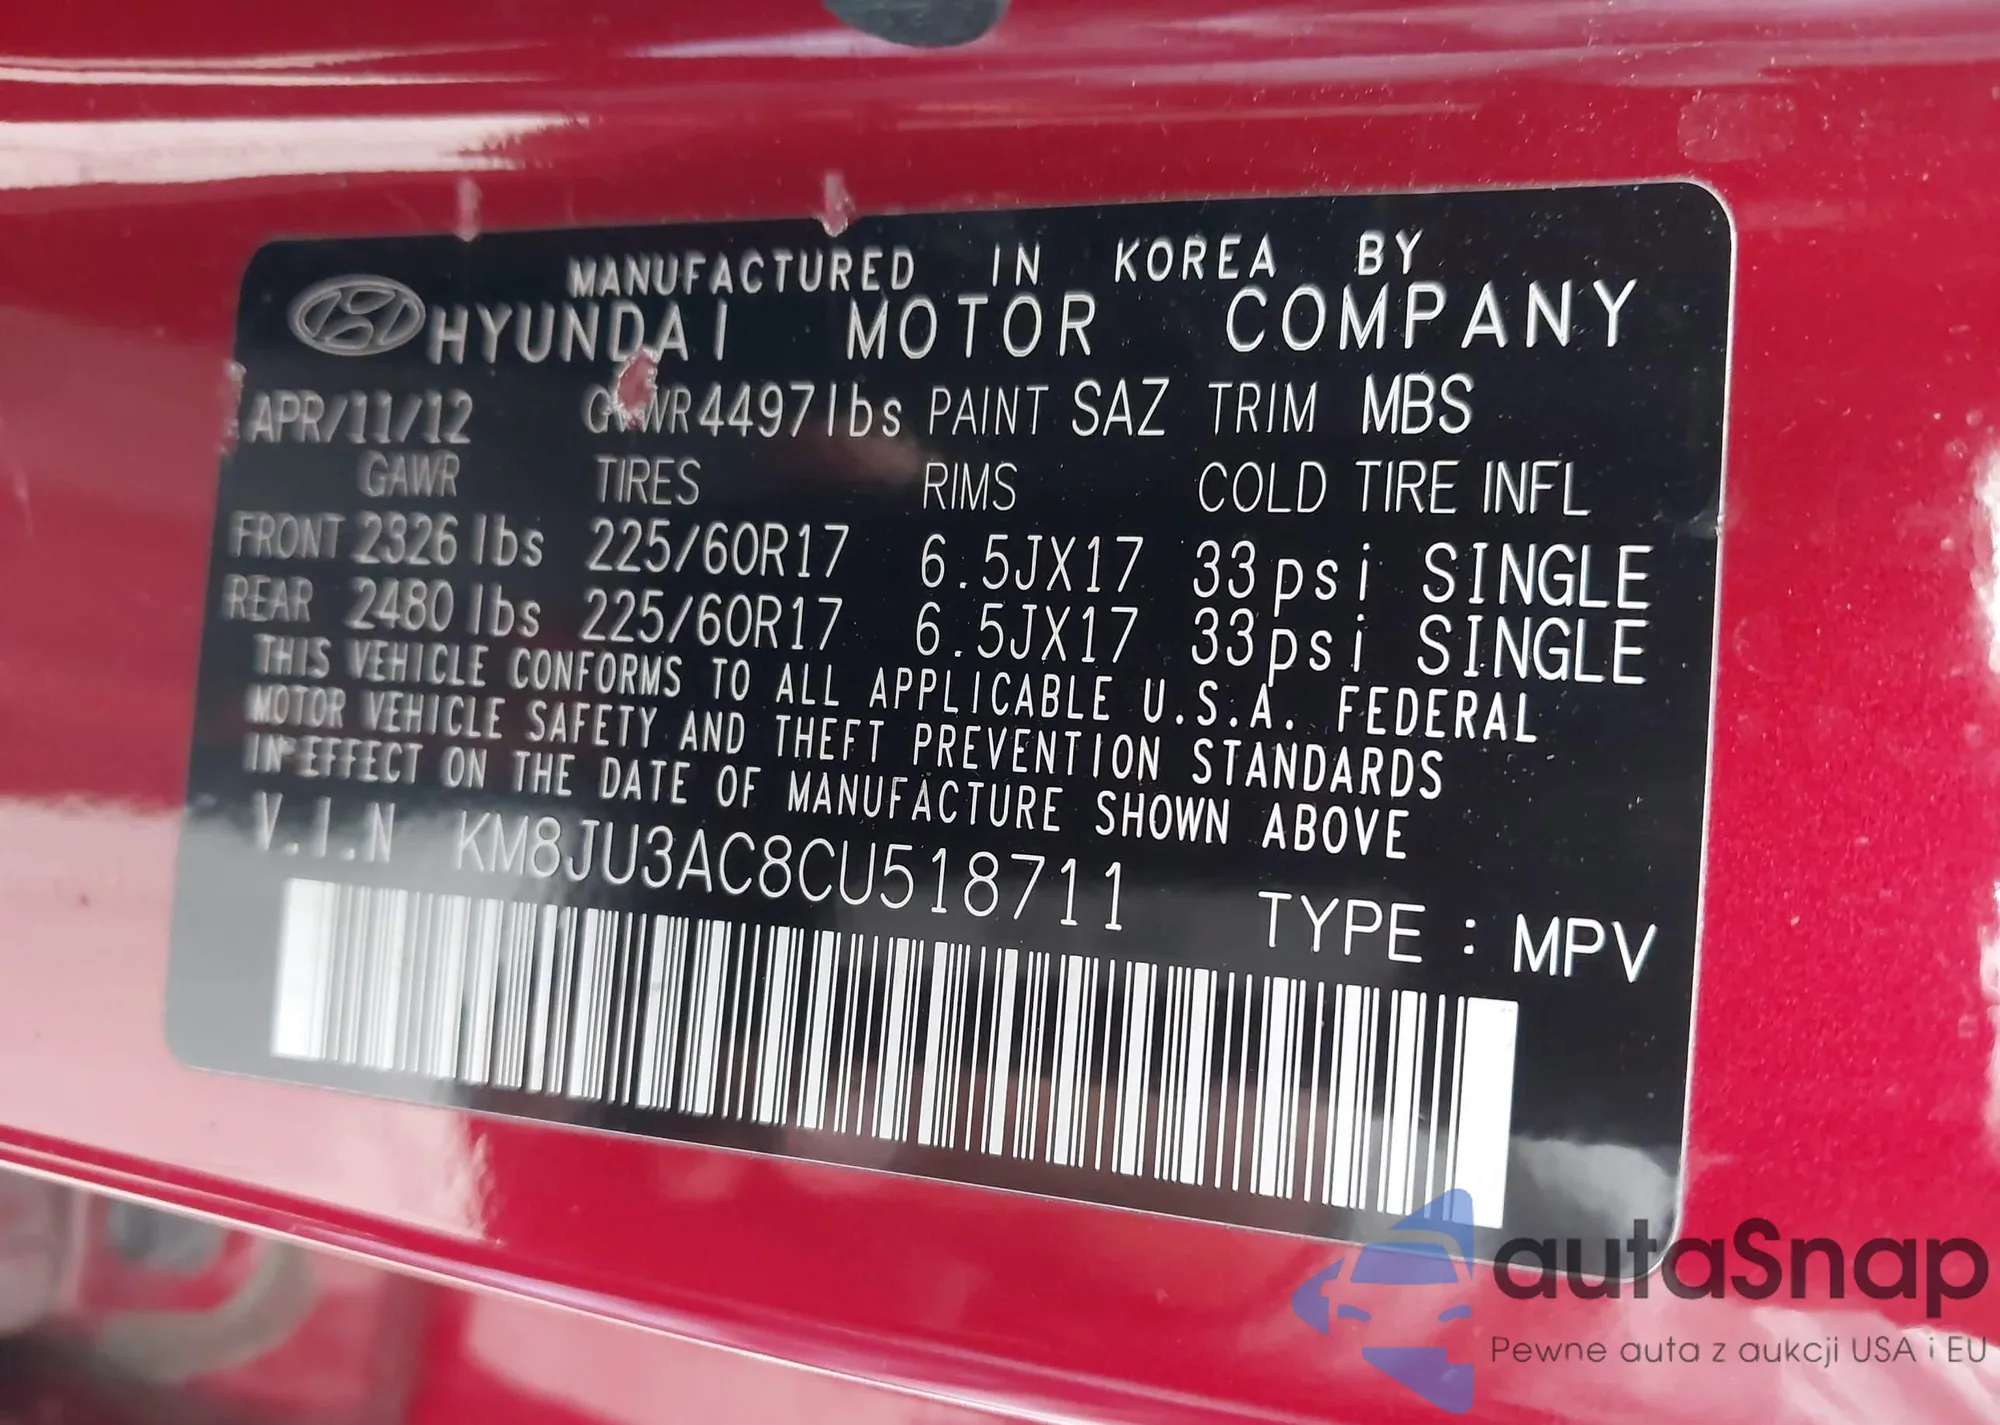 MANUFACTURED IN KOREA BY
HYUNDAI MOTOR COMPANY
APR/11/12 GVWR 4497lbs PAINT SAZ TRIM MBS
GAWR TIRES RIMS COLD TIRE INFL
FRONT 2326 lbs 225/60R17 6.5JX17 33psi SINGLE
REAR 2480 lbs 225/60R17 6.5JX17 33psi SINGLE
THIS VEHICLE CONFORMS TO ALL APPLICABLE U.S.A. FEDERAL
MOTOR VEHICLE SAFETY AND THEFT PREVENTION STANDARDS
IN EFFECT ON THE DATE OF MANUFACTURE SHOWN ABOVE
V.I.N KM8JU3AC8CU518711
TYPE : MPV
autaSnap
Pewne auta z aukcji USA i EU